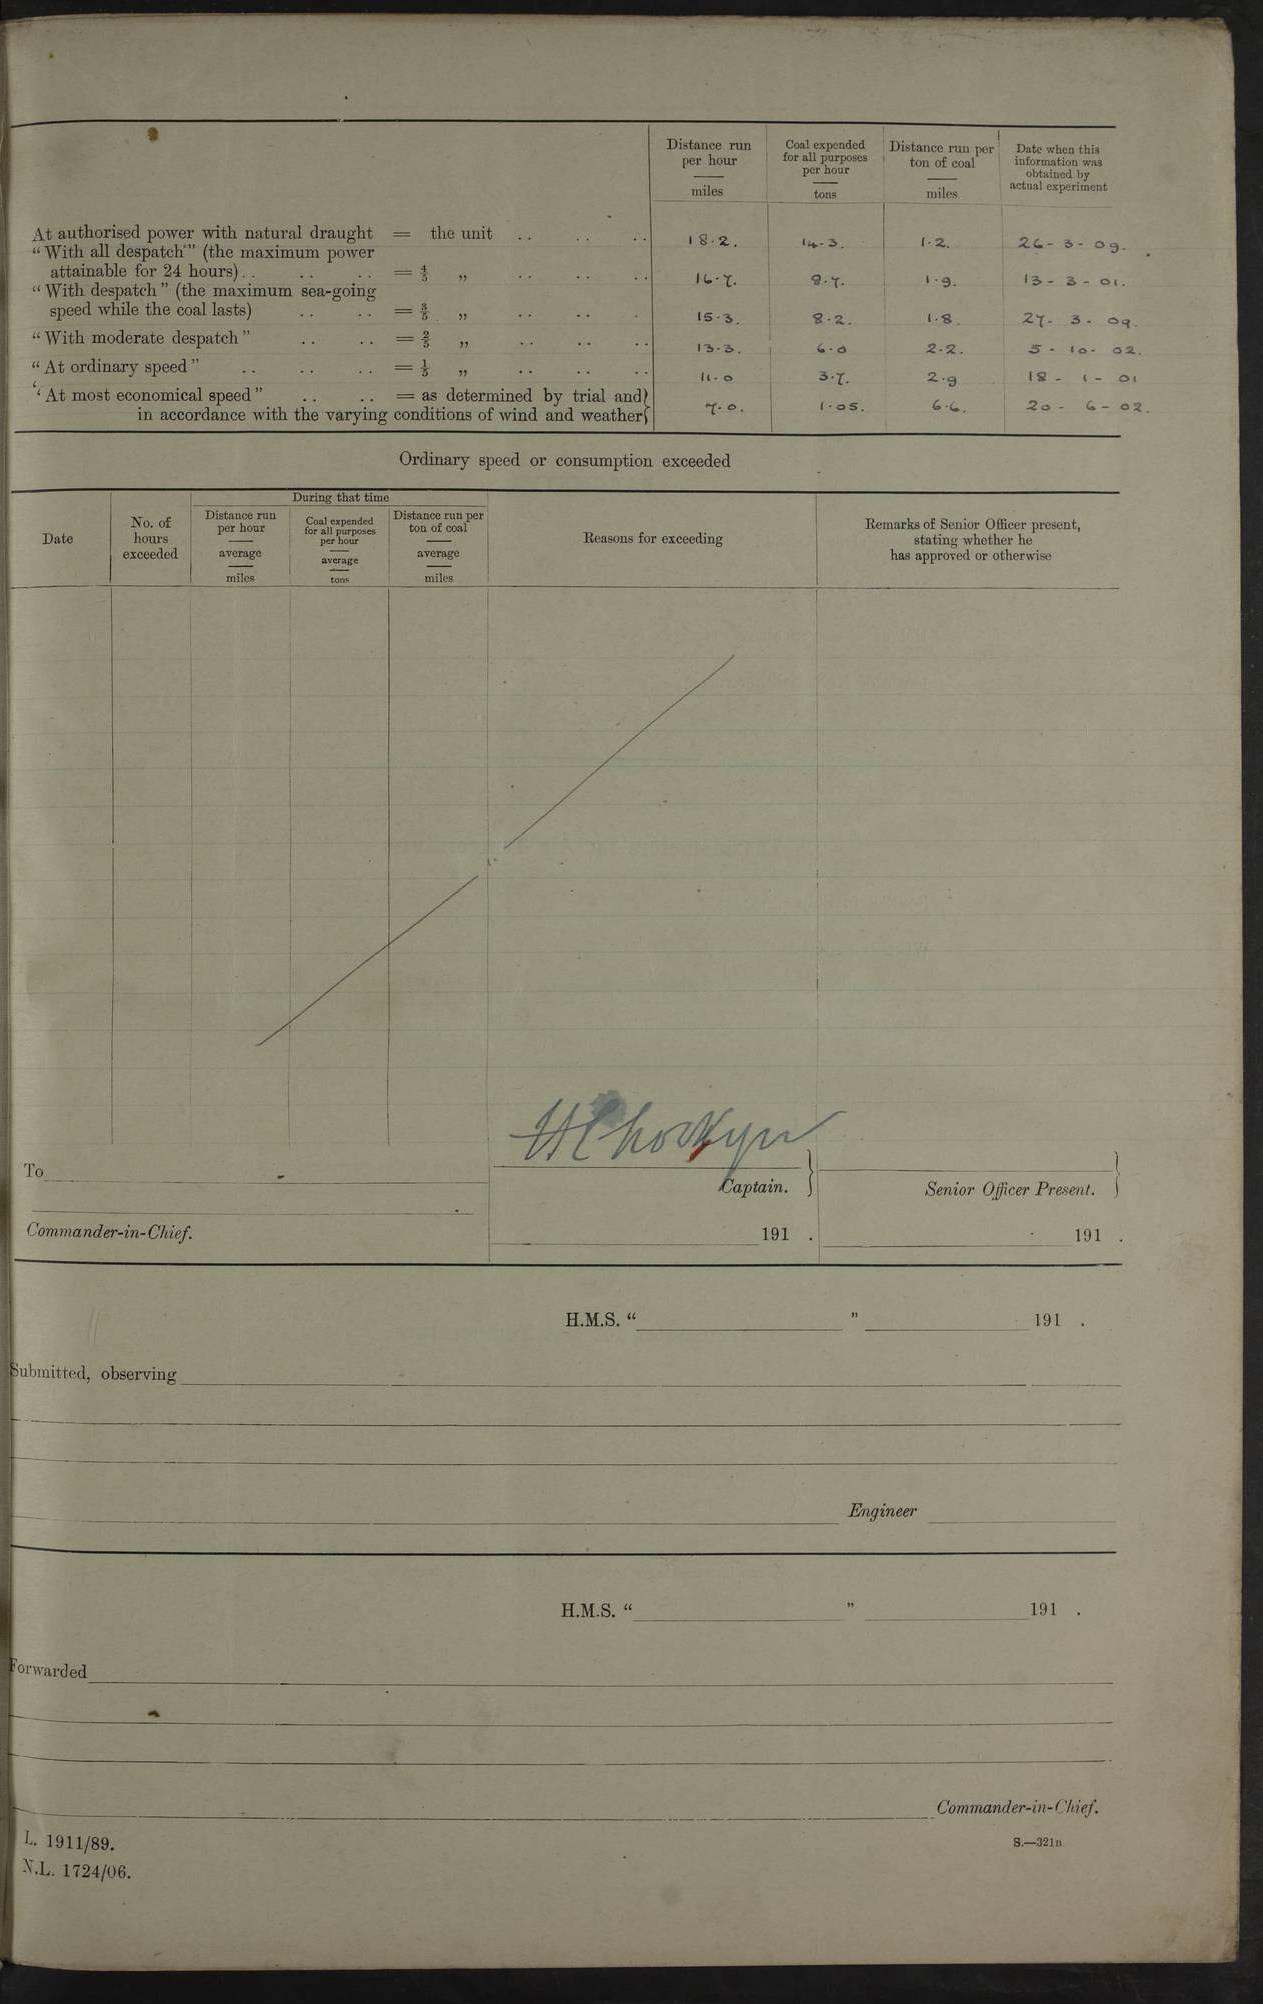 Distance run per hour — miles
Coal expended for all purposes per hour — tons
Distance run per ton of coal — miles
Date when this information was obtained by actual experiment
At authorised power with natural draught = the unit .. .. .. 18·2. 14·3. 1·2. 26-3-09.
"With all despatch" (the maximum power
attainable for 24 hours) .. .. .. = 4/5 „ .. .. .. 16·7. 8·7. 1·9. 13-3-01.
"With despatch" (the maximum sea-going
speed while the coal lasts) .. .. = 3/5 „ .. .. . 15·3. 8·2. 1·8. 27-3-09.
"With moderate despatch" .. .. = 2/5 „ .. .. .. 13·3. 6·0 2·2. 5-10-02.
"At ordinary speed" .. .. .. = 1/5 „ .. .. .. 11·0 3·7. 2·9 18-1-01
'At most economical speed" .. .. = as determined by trial and
in accordance with the varying conditions of wind and weather 7·0. 1·05. 6·6. 20-6-02.
Ordinary speed or consumption exceeded
During that time
Date
No. of hours exceeded
Distance run per hour — average — miles
Coal expended for all purposes per hour — average — tons
Distance run per ton of coal — average — miles
Reasons for exceeding
Remarks of Senior Officer present, stating whether he has approved or otherwise
To
Captain.
Senior Officer Present.
Commander-in-Chief.
191 .
191 .
H.M.S. " " 191 .
Submitted, observing
Engineer
H.M.S. " " 191 .
Forwarded
Commander-in-Chief.
L. 1911/89.
S.—321B
N.L. 1724/06.